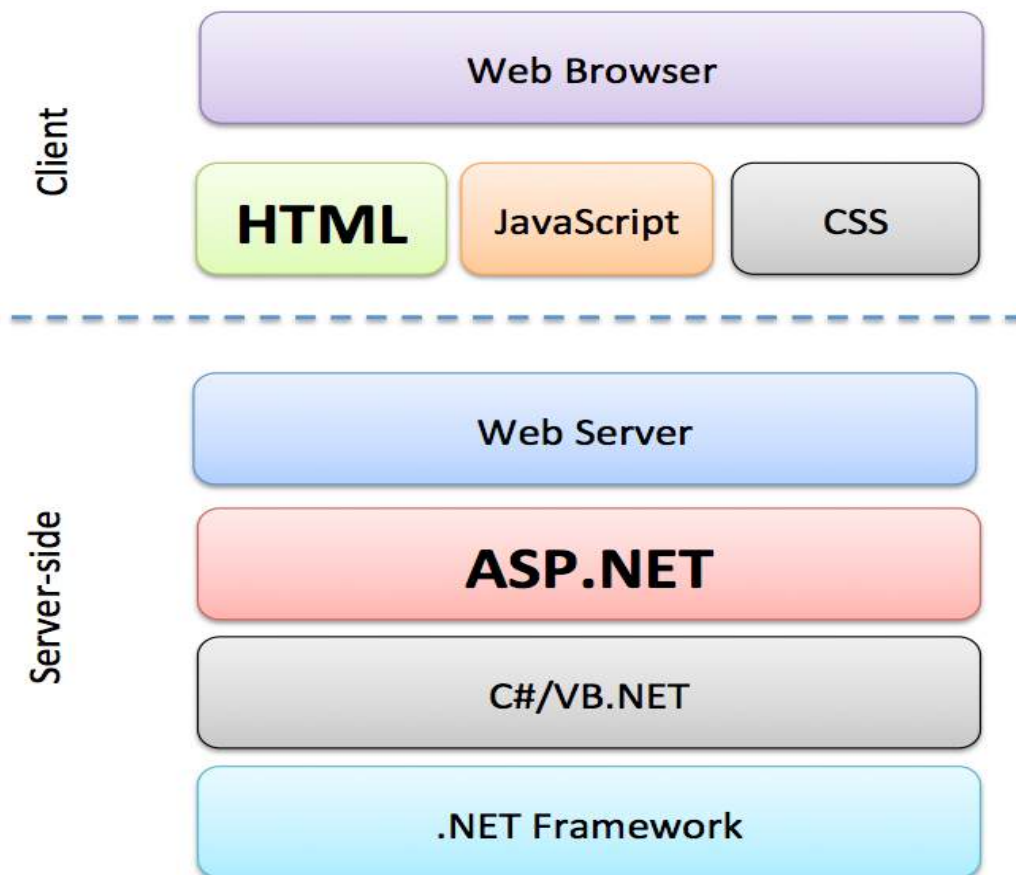 Client
Web Browser
HTML
JavaScript
CSS
Server-side
Web Server
ASP.NET
C#/VB.NET
.NET Framework